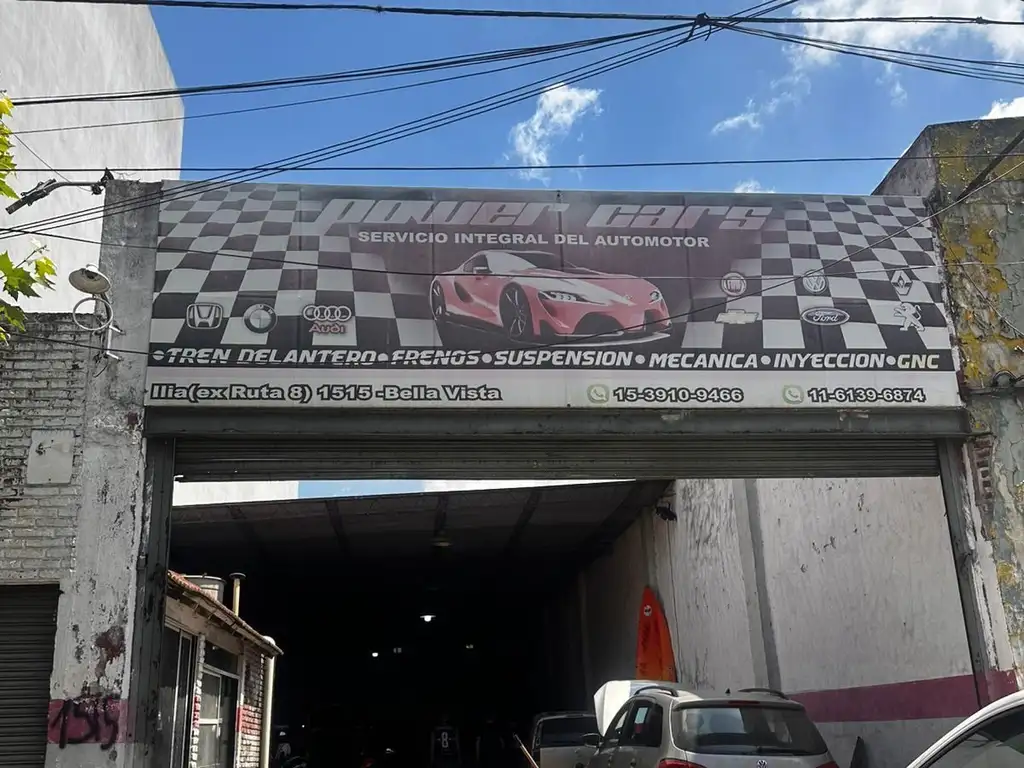 POWER CARS
SERVICIO INTEGRAL DEL AUTOMOTOR
Audi
Ford
•TREN DELANTERO•FRENOS•SUSPENSION•MECANICA•INYECCION•GNC
Ilia(ex Ruta 8) 1515 -Bella Vista
15-3910-9466
11-6139-6874
1515
8